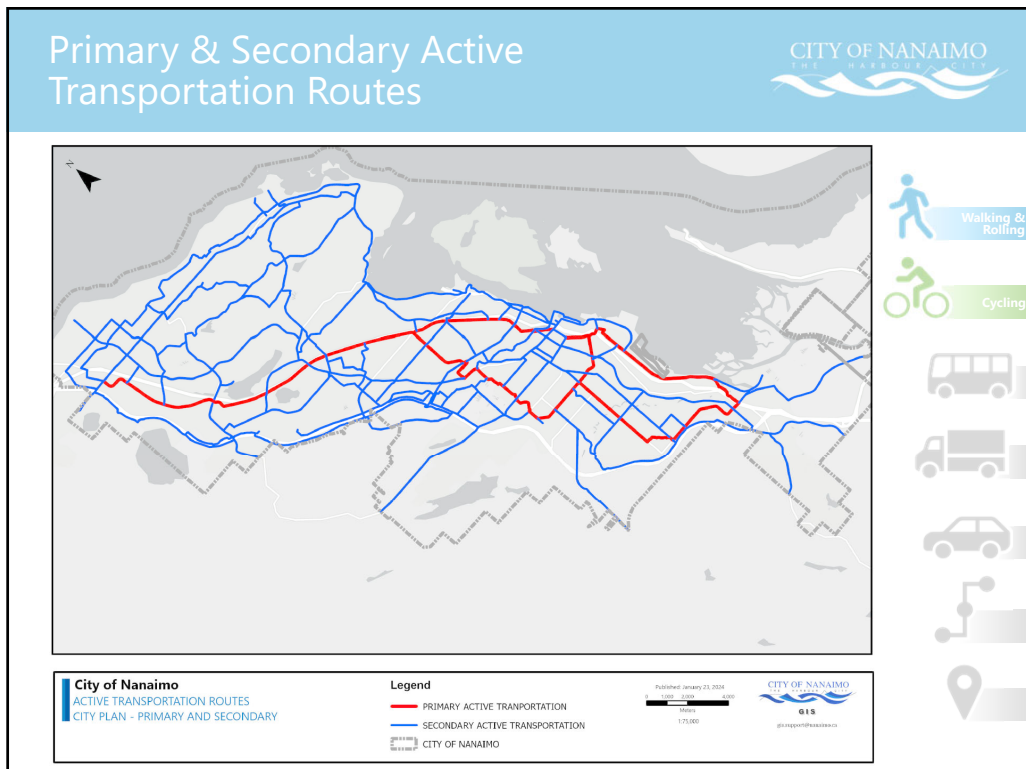 Primary & Secondary Active
Transportation Routes
CITY OF NANAIMO
THE HARBOUR CITY
N
Walking &
Rolling
Cycling
City of Nanaimo
ACTIVE TRANSPORTATION ROUTES
CITY PLAN - PRIMARY AND SECONDARY
Legend
PRIMARY ACTIVE TRANPORTATION
SECONDARY ACTIVE TRANSPORTATION
CITY OF NANAIMO
Published: January 23, 2024
0 1,000 2,000 4,000
Meters
1:75,000
CITY OF NANAIMO
THE HARBOUR CITY
GIS
gis.support@nanaimo.ca